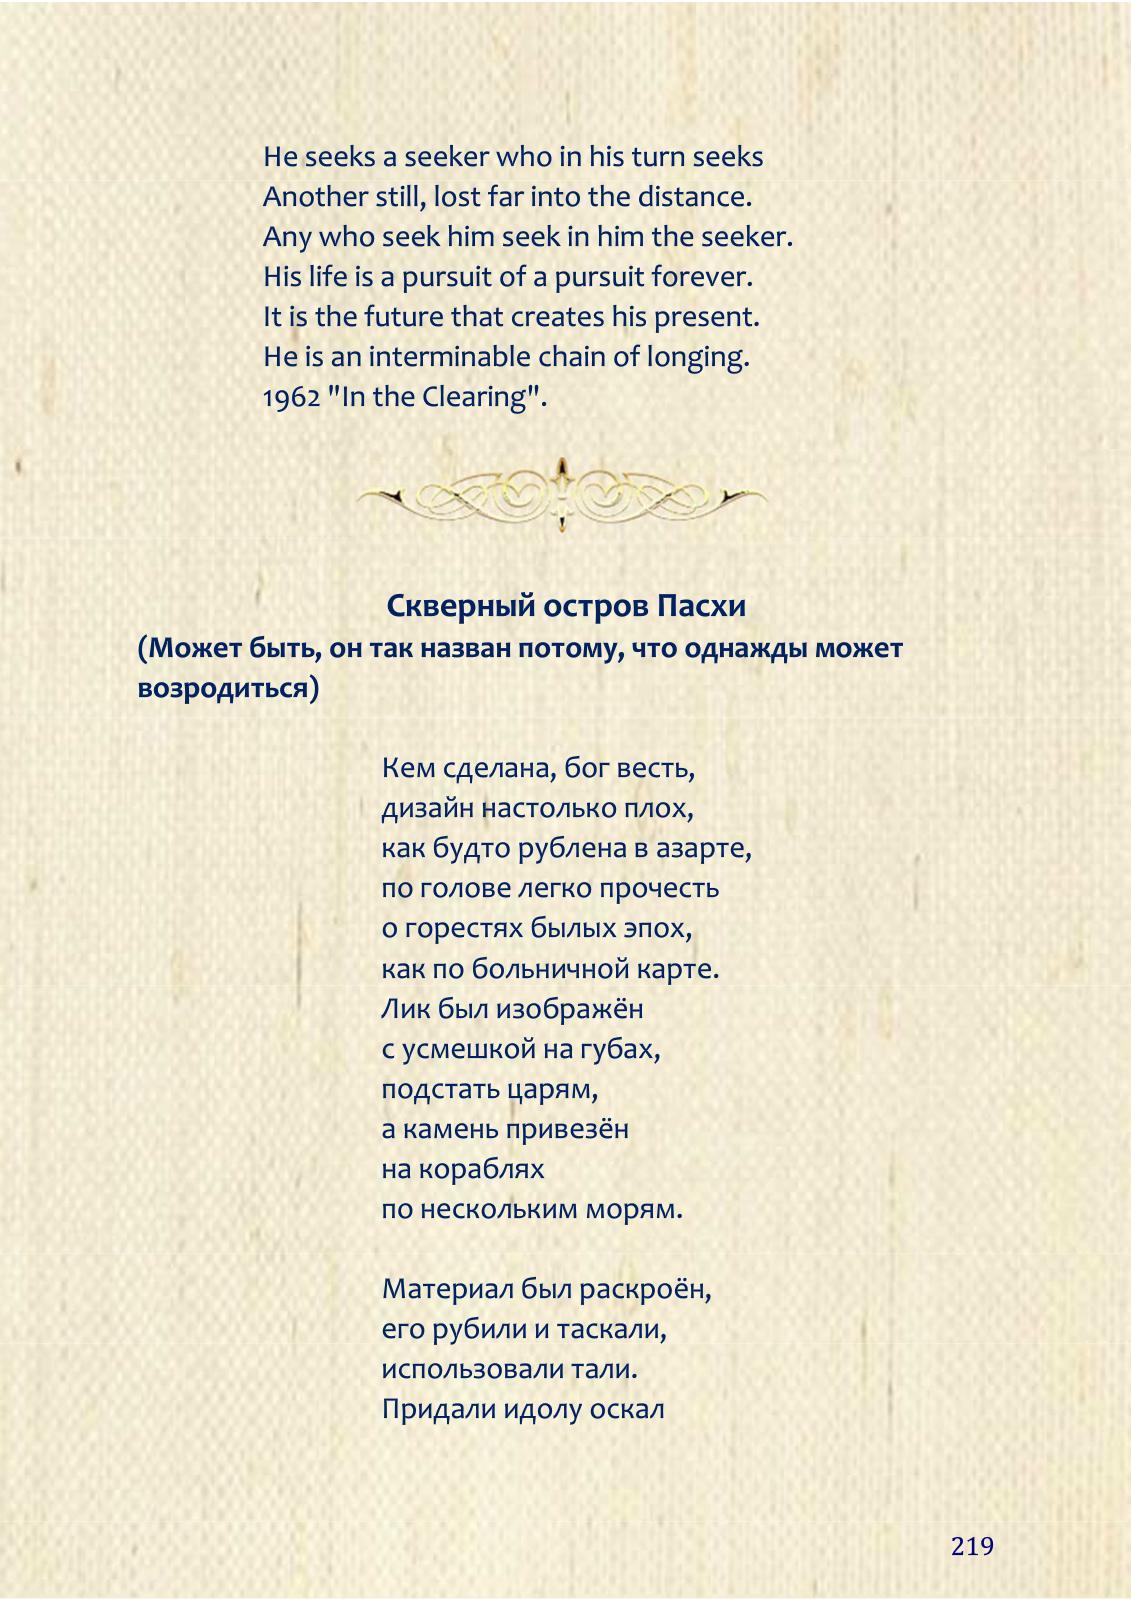 He seeks a seeker who in his turn seeks
Another still, lost far into the distance.
Any who seek him seek in him the seeker.
His life is a pursuit of a pursuit forever.
It is the future that creates his present.
He is an interminable chain of longing.
1962 "In the Clearing".
Скверный остров Пасхи
(Может быть, он так назван потому, что однажды может
возродиться)
Кем сделана, бог весть,
дизайн настолько плох,
как будто рублена в азарте,
по голове легко прочесть
о горестях былых эпох,
как по больничной карте.
Лик был изображён
с усмешкой на губах,
подстать царям,
а камень привезён
на кораблях
по нескольким морям.
Материал был раскроён,
его рубили и таскали,
использовали тали.
Придали идолу оскал
219